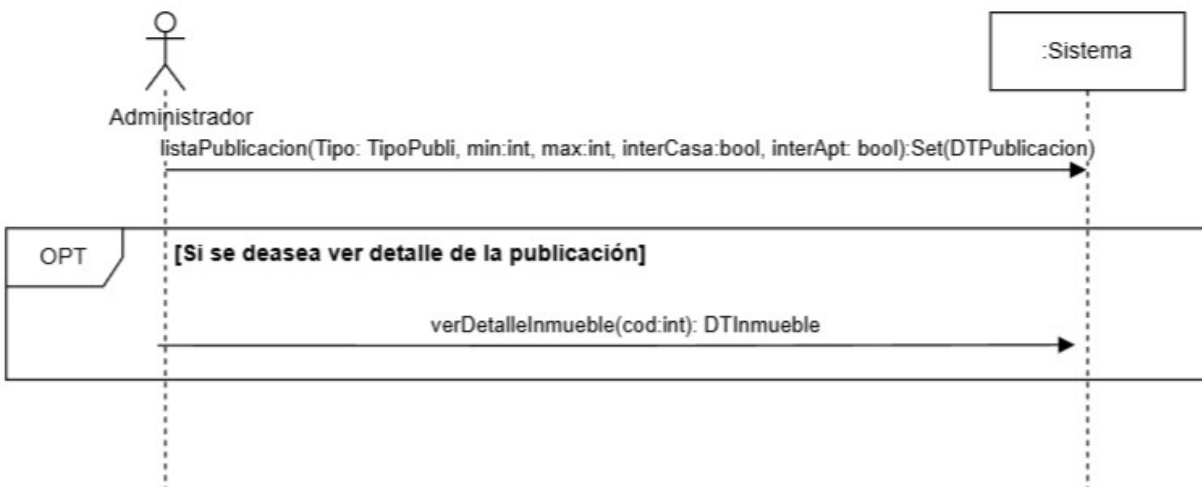 :Sistema
Administrador
listaPublicacion(Tipo: TipoPubli, min:int, max:int, interCasa:bool, interApt: bool):Set(DTPublicacion)
OPT
[Si se deasea ver detalle de la publicación]
verDetalleInmueble(cod:int): DTInmueble